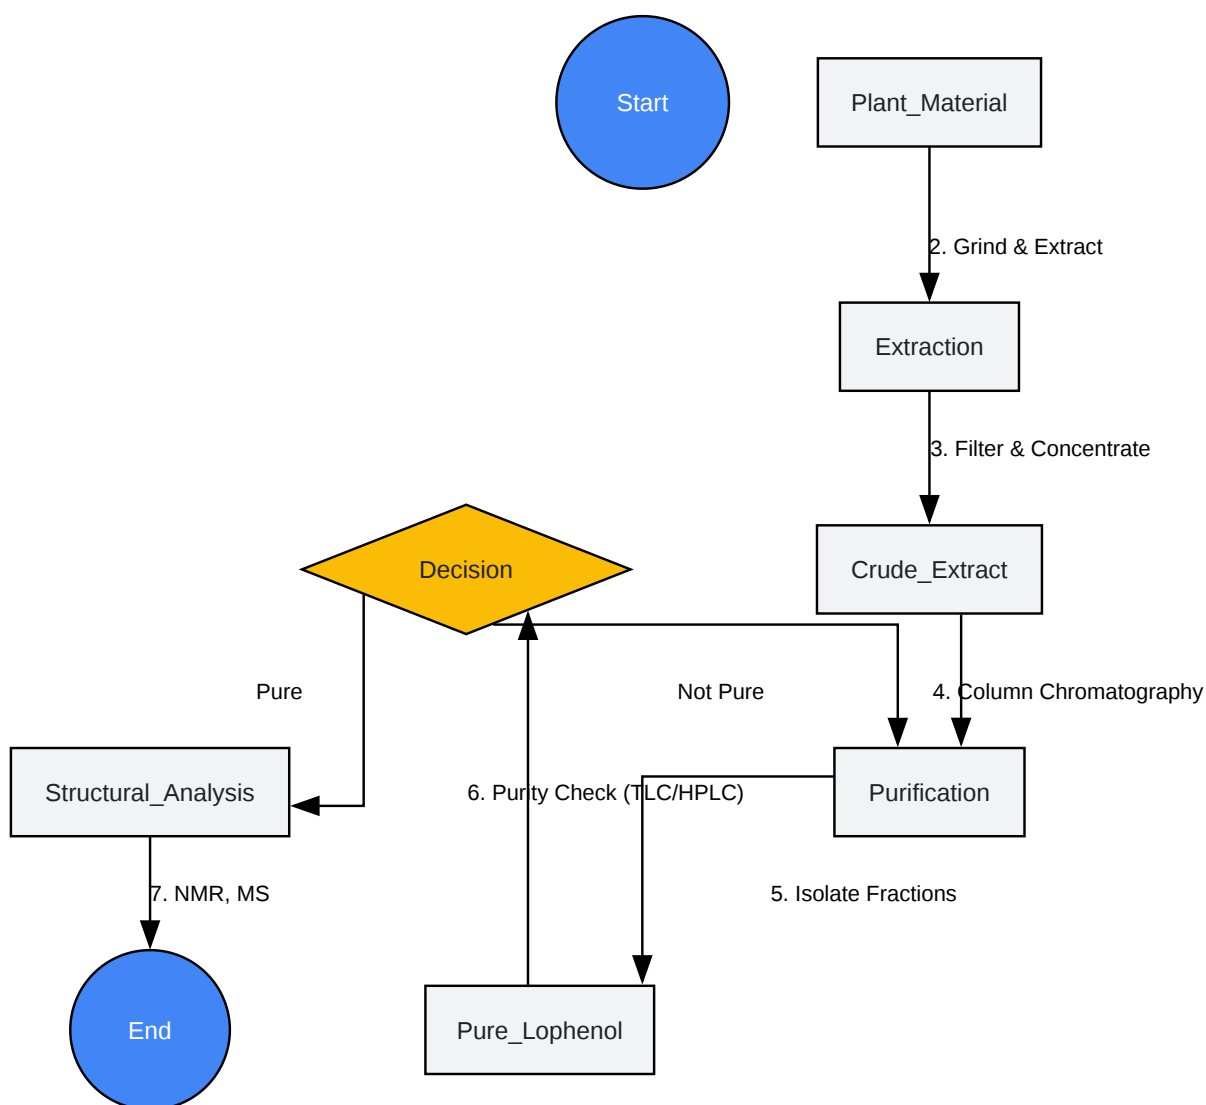 Start
Plant_Material
2. Grind & Extract
Extraction
3. Filter & Concentrate
Decision
Crude_Extract
Pure
Not Pure
4. Column Chromatography
Structural_Analysis
6. Purity Check (TLC/HPLC)
Purification
7. NMR, MS
5. Isolate Fractions
End
Pure_Lophenol